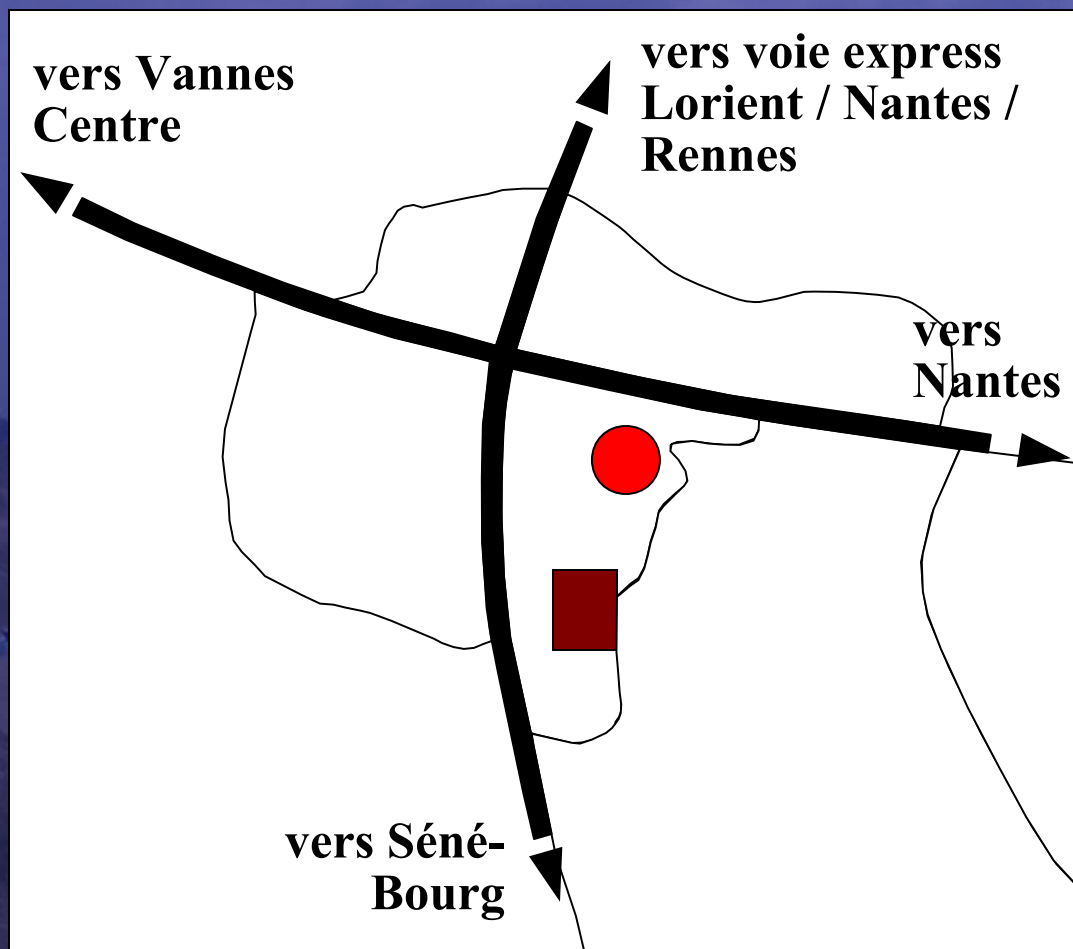 vers Vannes
Centre
vers voie express
Lorient / Nantes /
Rennes
vers
Nantes
vers Séné-
Bourg